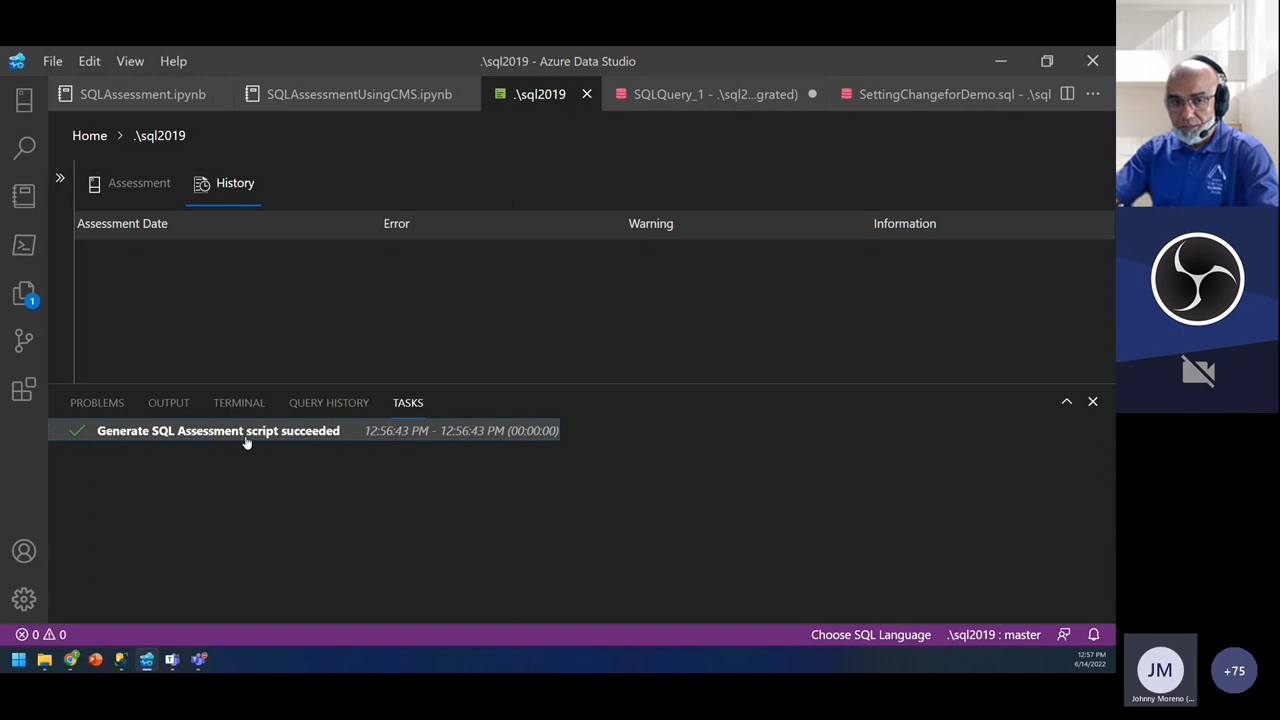 File Edit View Help
.\sql2019 - Azure Data Studio
SQLAssessment.ipynb
SQLAssessmentUsingCMS.ipynb
.\sql2019
SQLQuery_1 - .\sql2...grated)
SettingChangeforDemo.sql - .\sql
Home > .\sql2019
Assessment
History
Assessment Date Error Warning Information
PROBLEMS OUTPUT TERMINAL QUERY HISTORY TASKS
Generate SQL Assessment script succeeded 12:56:43 PM - 12:56:43 PM (00:00:00)
1
0 0
Choose SQL Language
.\sql2019 : master
12:57 PM
6/14/2022
JM
Johnny Moreno (...
+75